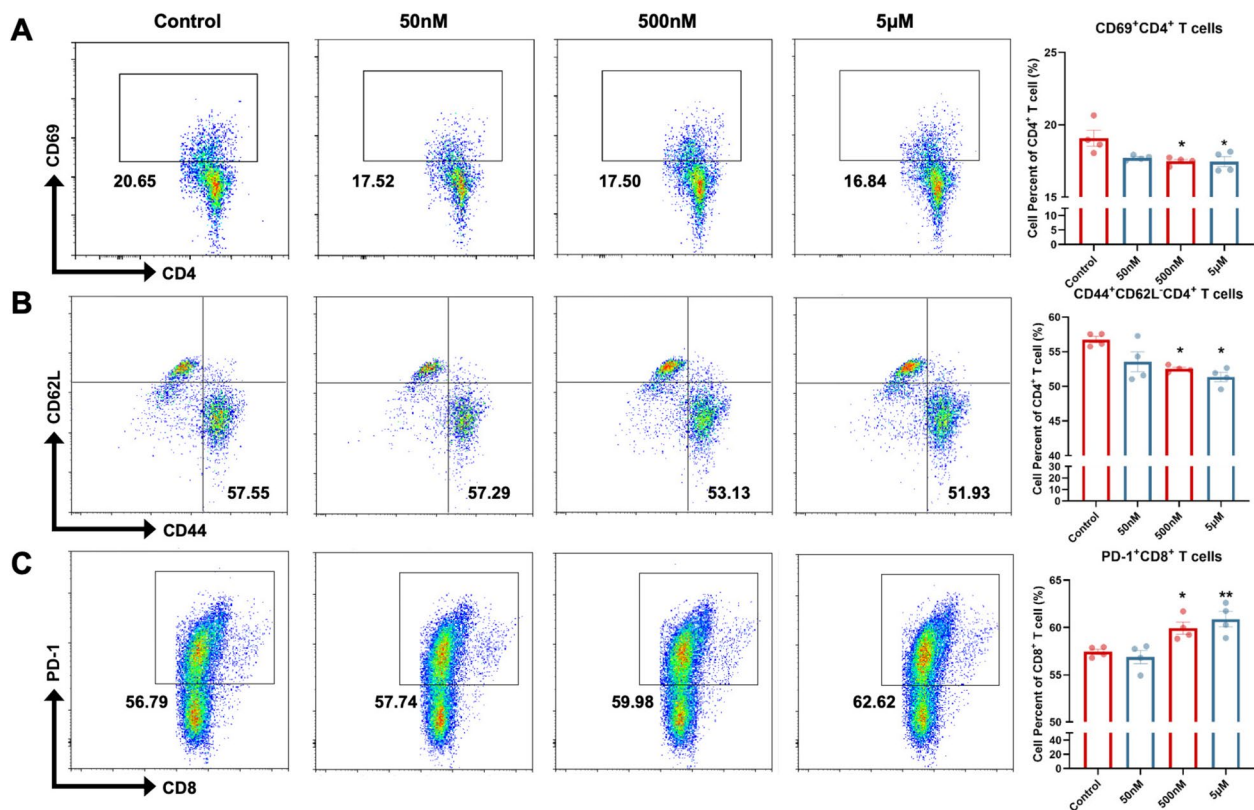 A
Control
50nM
500nM
5μM
CD69
20.65
17.52
17.50
16.84
CD4
CD69⁺CD4⁺ T cells
Cell Percent of CD4⁺ T cell (%)
25
20
15
10
5
0
Control
50nM
500nM
5μM
*
*
B
CD62L
57.55
57.29
53.13
51.93
CD44
CD44⁺CD62L⁻CD4⁺ T cells
Cell Percent of CD4⁺ T cell (%)
60
55
50
45
40
30
20
10
0
Control
50nM
500nM
5μM
*
*
C
PD-1
56.79
57.74
59.98
62.62
CD8
PD-1⁺CD8⁺ T cells
Cell Percent of CD8⁺ T cell (%)
65
60
55
50
40
20
0
Control
50nM
500nM
5μM
*
**